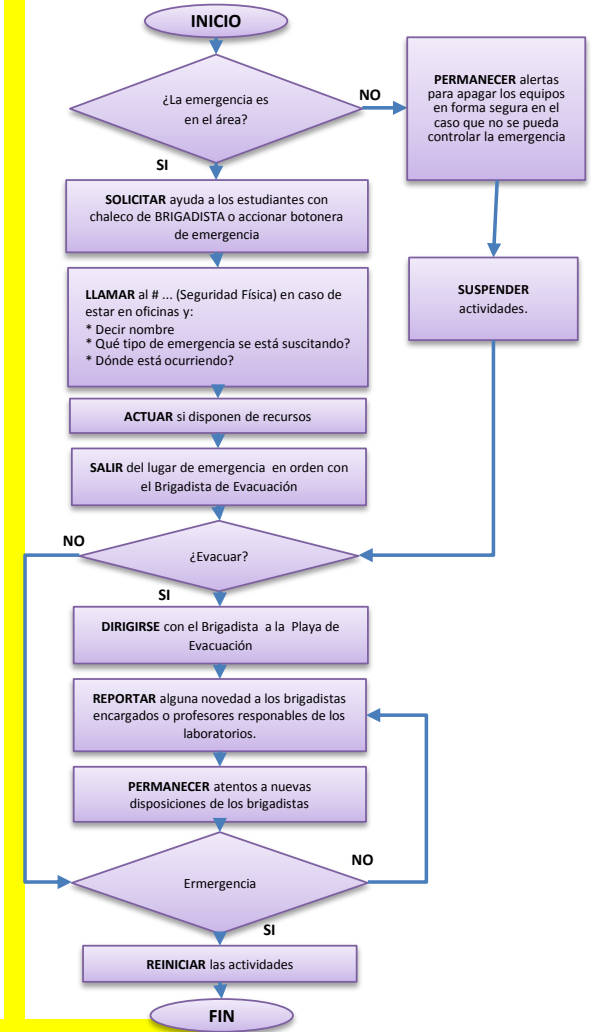 INICIO
¿La emergencia es
en el área?
NO
PERMANECER alertas
para apagar los equipos
en forma segura en el
caso que no se pueda
controlar la emergencia
SI
SOLICITAR ayuda a los estudiantes con
chaleco de BRIGADISTA o accionar botonera
de emergencia
LLAMAR al # ... (Seguridad Física) en caso de
estar en oficinas y:
* Decir nombre
* Qué tipo de emergencia se está suscitando?
* Dónde está ocurriendo?
SUSPENDER
actividades.
ACTUAR si disponen de recursos
SALIR del lugar de emergencia en orden con
el Brigadista de Evacuación
NO
¿Evacuar?
SI
DIRIGIRSE con el Brigadista a la Playa de
Evacuación
REPORTAR alguna novedad a los brigadistas
encargados o profesores responables de los
laboratorios.
PERMANECER atentos a nuevas
disposiciones de los brigadistas
NO
Ermergencia
SI
REINICIAR las actividades
FIN